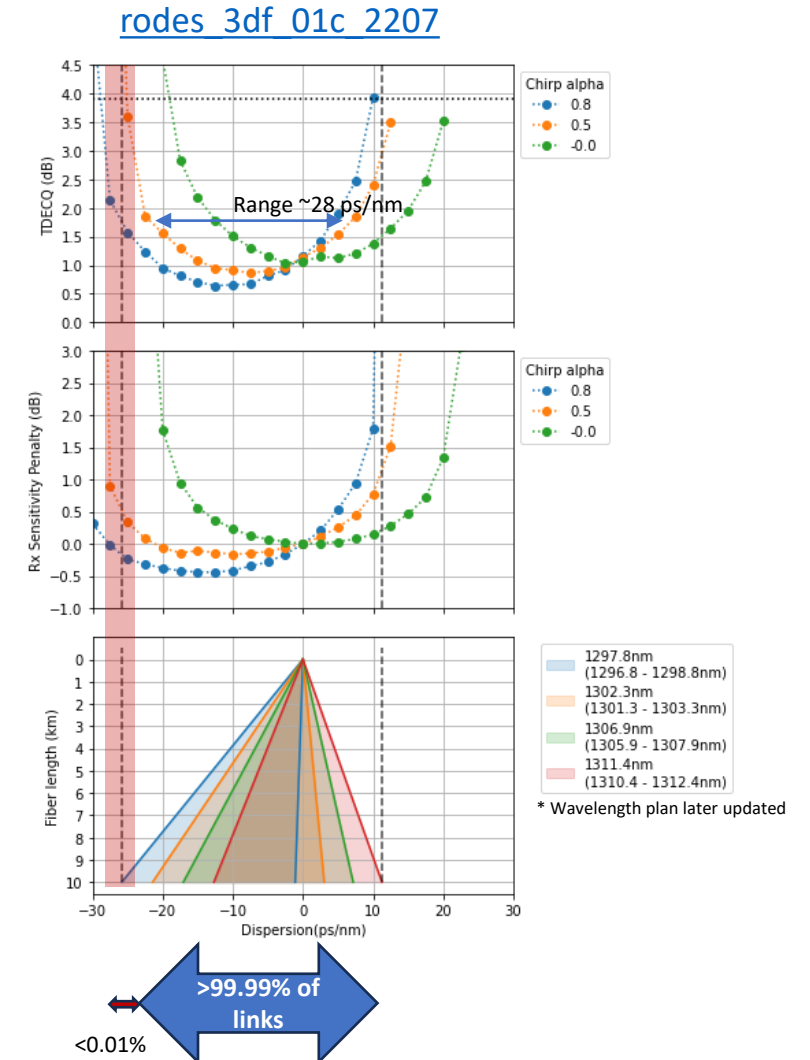 rodes_3df_01c_2207
4.5
4.0
3.5
3.0
2.5
2.0
1.5
1.0
0.5
0.0
TDECQ (dB)
Range ~28 ps/nm
Chirp alpha
0.8
0.5
-0.0
3.0
2.5
2.0
1.5
1.0
0.5
0.0
−0.5
−1.0
Rx Sensitivity Penalty (dB)
Chirp alpha
0.8
0.5
-0.0
0
1
2
3
4
5
6
7
8
9
10
Fiber length (km)
−30 −20 −10 0 10 20 30
Dispersion(ps/nm)
1297.8nm
(1296.8 - 1298.8nm)
1302.3nm
(1301.3 - 1303.3nm)
1306.9nm
(1305.9 - 1307.9nm)
1311.4nm
(1310.4 - 1312.4nm)
* Wavelength plan later updated
>99.99% of
links
<0.01%